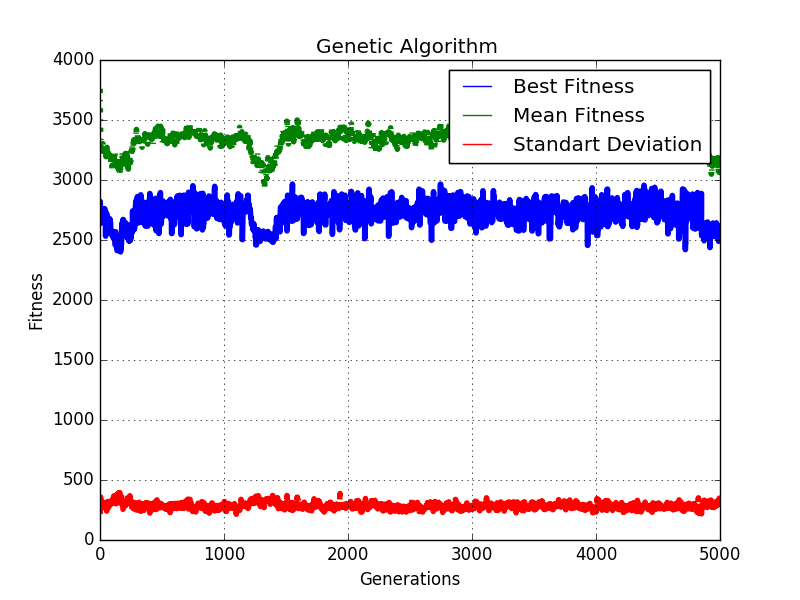 Genetic Algorithm
4000
3500
3000
2500
2000
1500
1000
500
0
Fitness
Best Fitness
Mean Fitness
Standart Deviation
0 1000 2000 3000 4000 5000
Generations